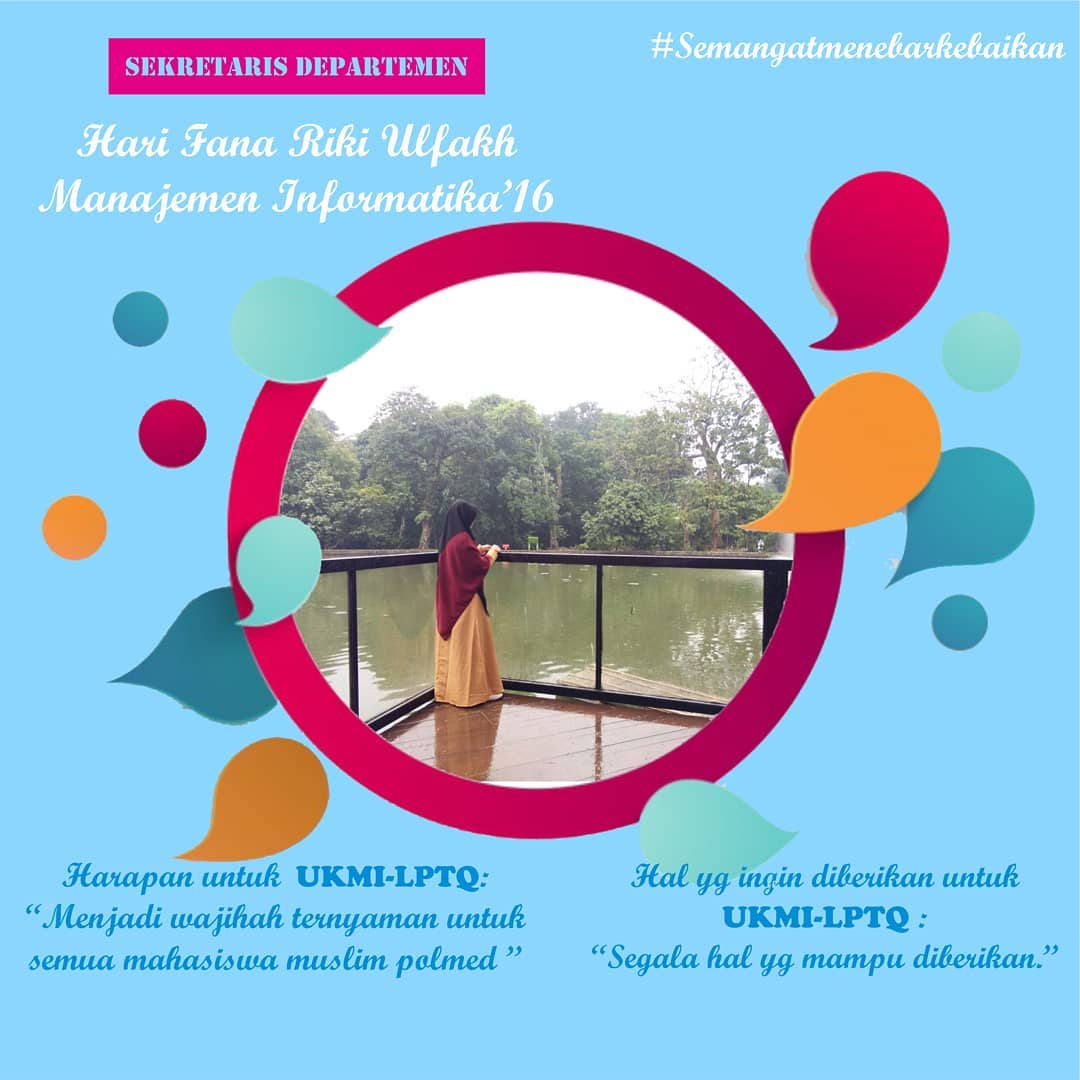 SEKRETARIS DEPARTEMEN
#Semangatmenebarkebaikan
Hari Fana Riki Ulfakh
Manajemen Informatika'16
Harapan untuk UKMI-LPTQ:
“Menjadi wajihah ternyaman untuk
semua mahasiswa muslim polmed ”
Hal yg ingin diberikan untuk
UKMI-LPTQ :
“Segala hal yg mampu diberikan.”